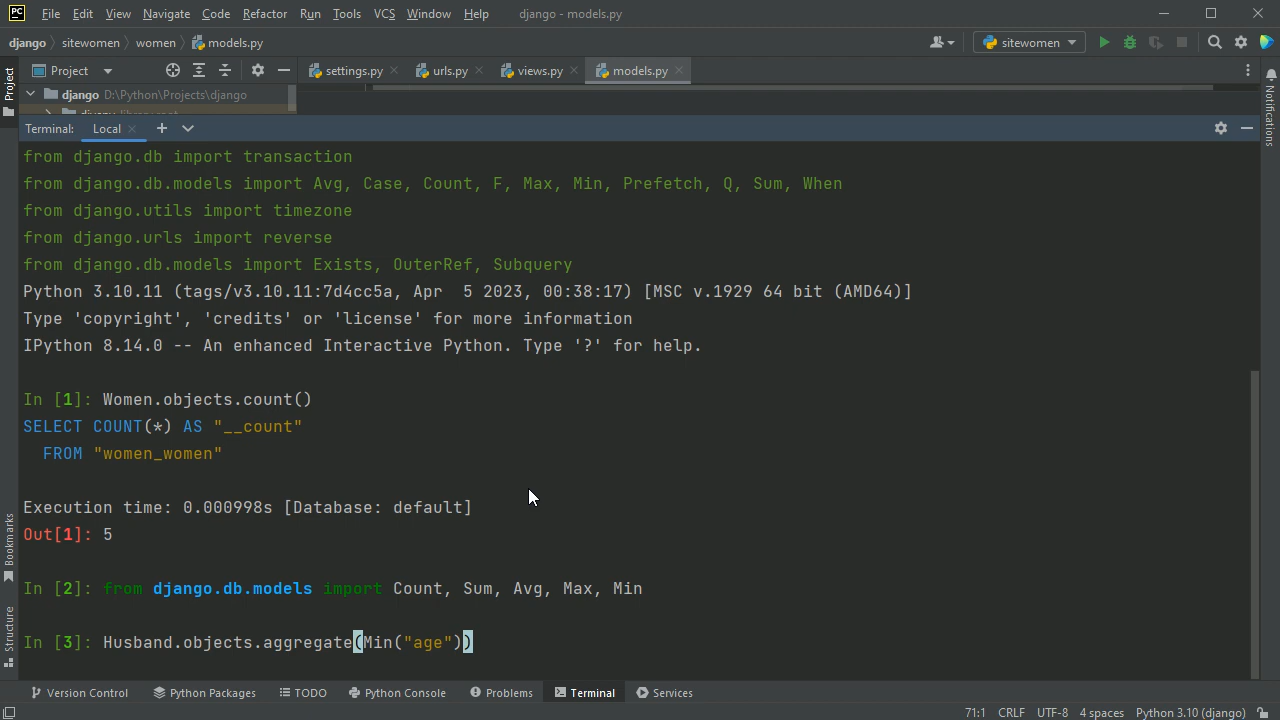 PC File Edit View Navigate Code Refactor Run Tools VCS Window Help django - models.py
django sitewomen women models.py sitewomen
Project settings.py urls.py views.py models.py
django D:\Python\Projects\django
Terminal: Local
from django.db import transaction
from django.db.models import Avg, Case, Count, F, Max, Min, Prefetch, Q, Sum, When
from django.utils import timezone
from django.urls import reverse
from django.db.models import Exists, OuterRef, Subquery
Python 3.10.11 (tags/v3.10.11:7d4cc5a, Apr  5 2023, 00:38:17) [MSC v.1929 64 bit (AMD64)]
Type 'copyright', 'credits' or 'license' for more information
IPython 8.14.0 -- An enhanced Interactive Python. Type '?' for help.
In [1]: Women.objects.count()
SELECT COUNT(*) AS "__count"
  FROM "women_women"
Execution time: 0.000998s [Database: default]
Out[1]: 5
In [2]: from django.db.models import Count, Sum, Avg, Max, Min
In [3]: Husband.objects.aggregate(Min("age"))
Version Control Python Packages TODO Python Console Problems Terminal Services
71:1 CRLF UTF-8 4 spaces Python 3.10 (django)
Project
Bookmarks
Structure
Notifications